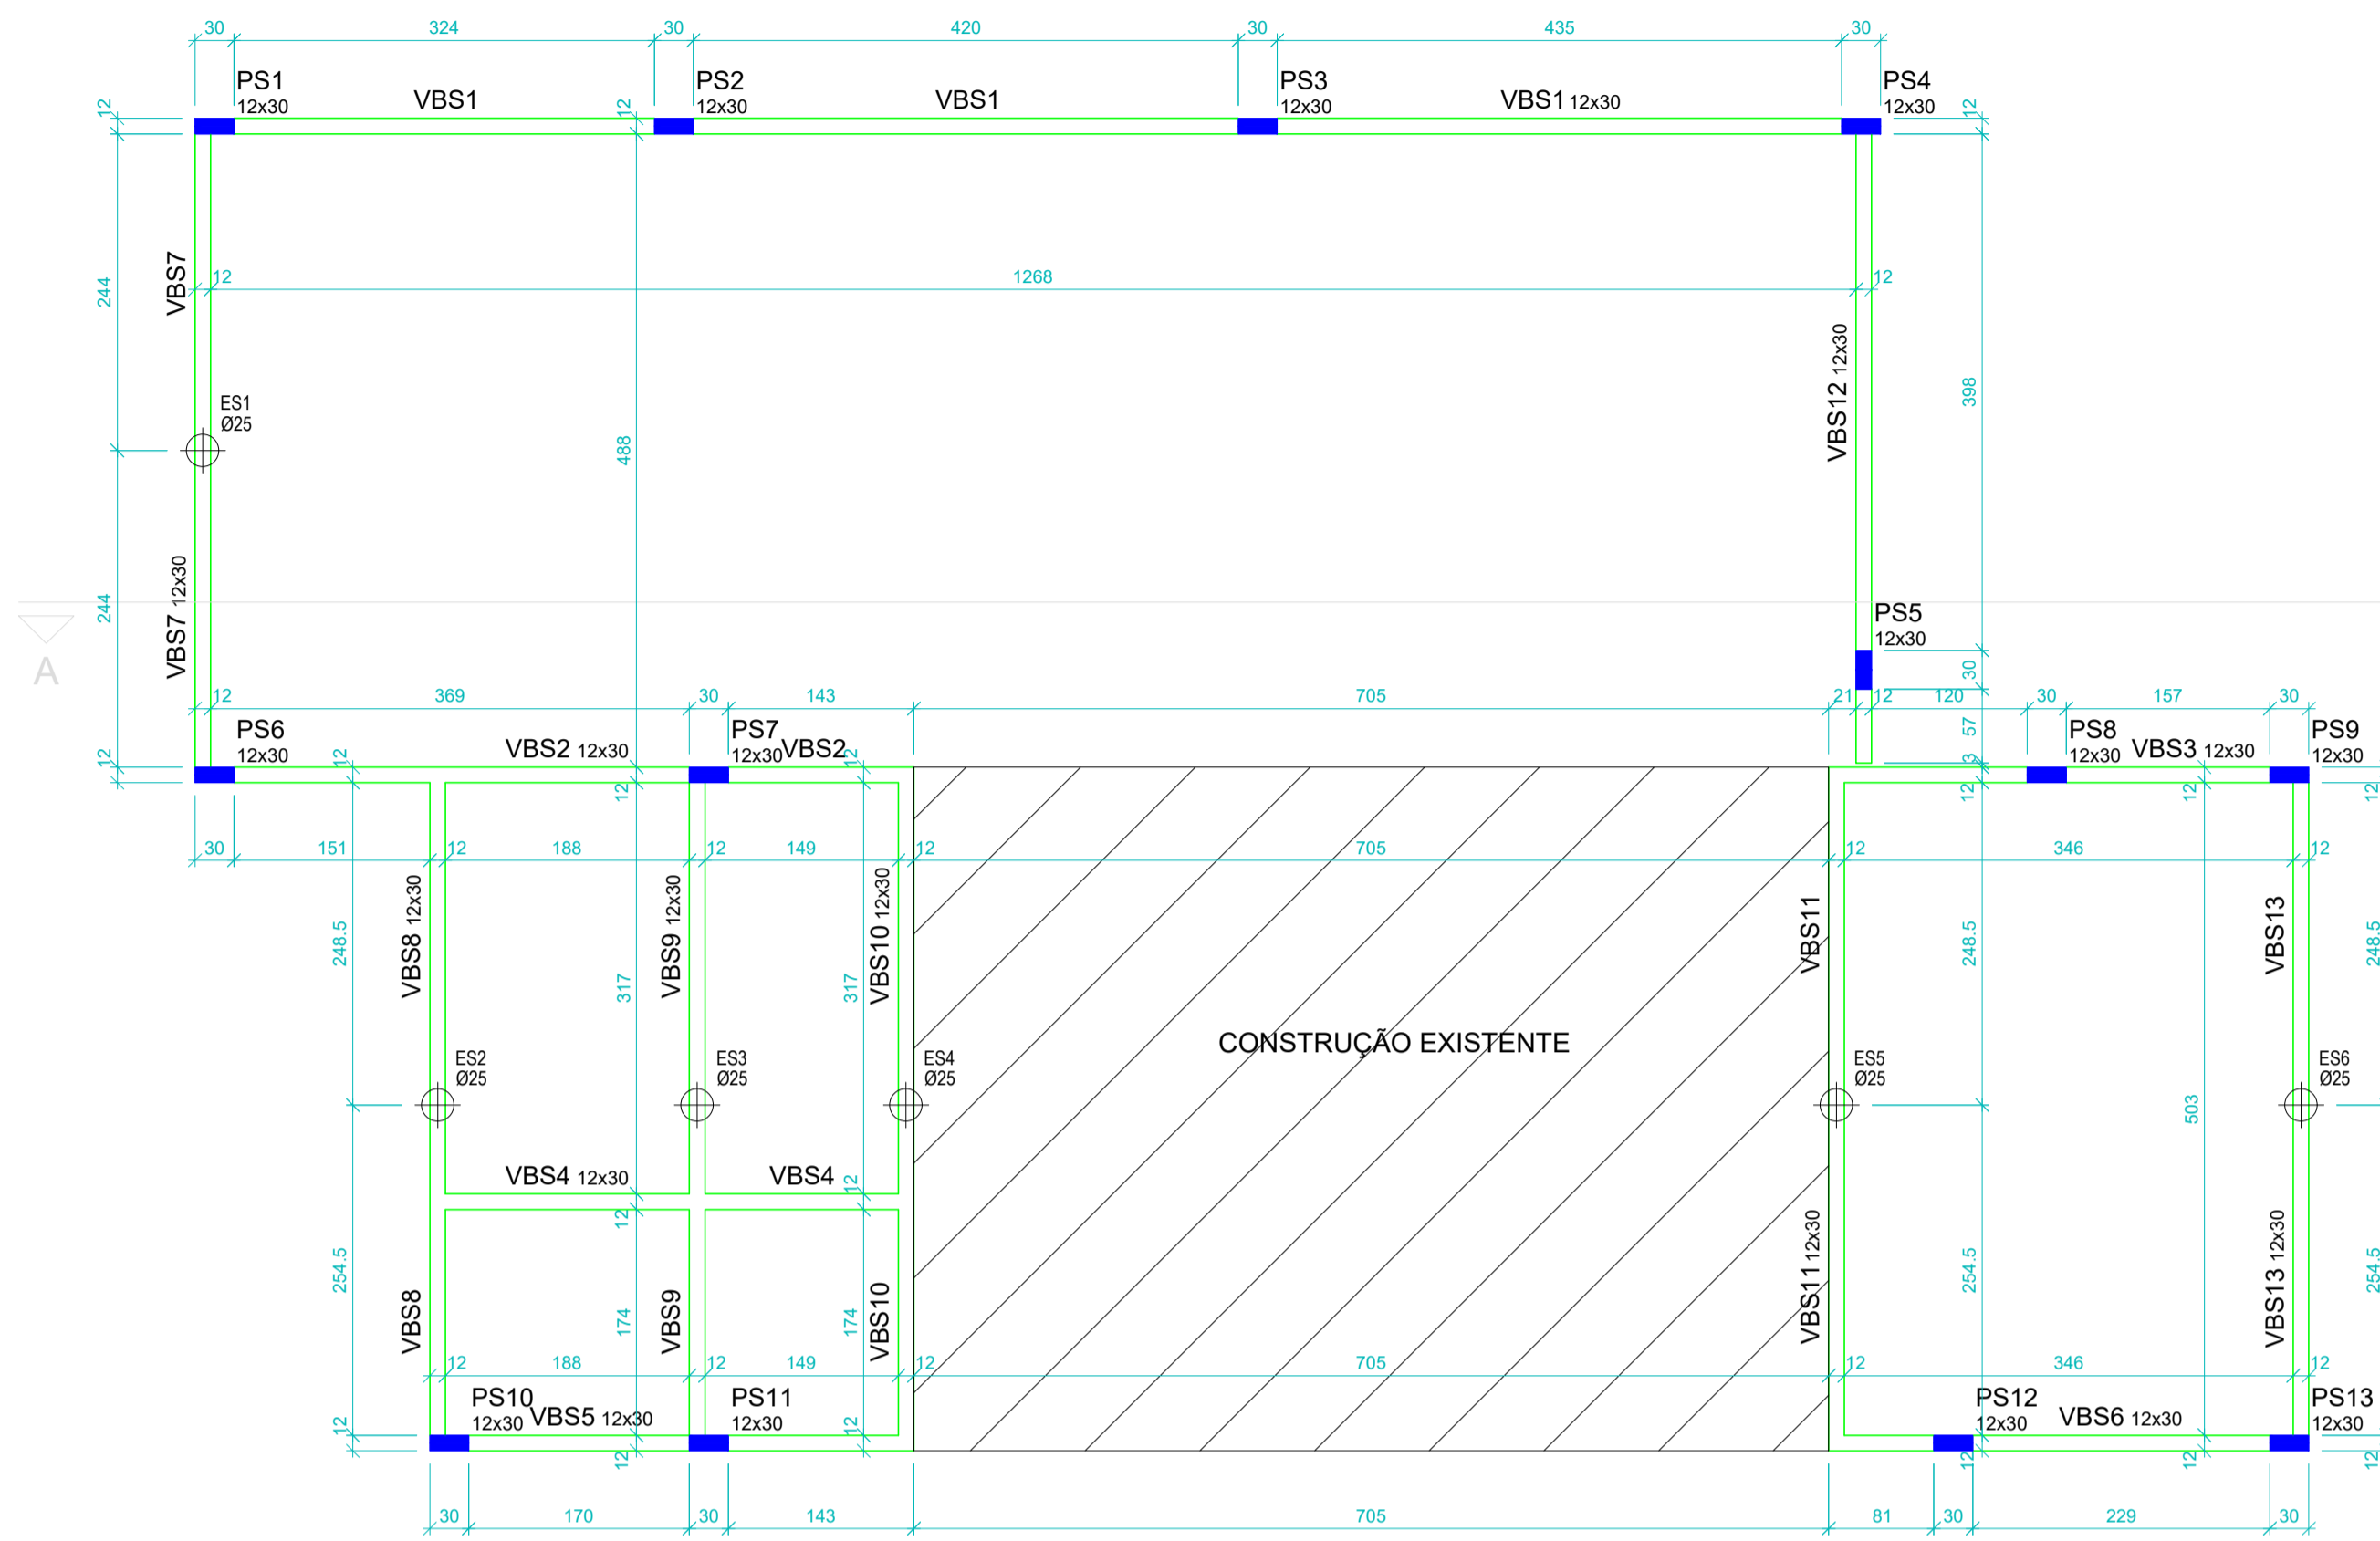 30 324 30 420 30 435 30
PS1 PS2 PS3 PS4
12x30 VBS1 12x30 VBS1 12x30 VBS1 12x30 12x30
12 12 12
VBS7 12 1268 12
244
VBS12 12x30
398
ES1
Ø25
488
VBS7 12x30
244
A
PS5
12x30
30
12 369 30 143 705 21 12 120 30 157 30
57
3
PS6 PS7 PS8 PS9
12x30 VBS2 12x30 12x30 VBS2 12x30 VBS3 12x30 12x30
12 12 12
12 12 12 12
30 151 12 188 12 149 12 705 12 346 12
VBS8 12x30 VBS9 12x30 VBS10 12x30 VBS11 VBS13
248.5 317 317 248.5 248.5
CONSTRUÇÃO EXISTENTE
ES2 ES3 ES4 ES5 ES6
Ø25 Ø25 Ø25 Ø25 Ø25
503
VBS4 12x30 VBS4
12 12
254.5 174 174 254.5 254.5
VBS8 VBS9 VBS10 VBS11 12x30 VBS13 12x30
12 188 12 149 12 705 12 346 12
PS10 PS11 PS12 PS13
12x30 VBS5 12x30 12x30 12x30 VBS6 12x30 12x30
12 12
12 12 12 12
30 170 30 143 705 81 30 229 30